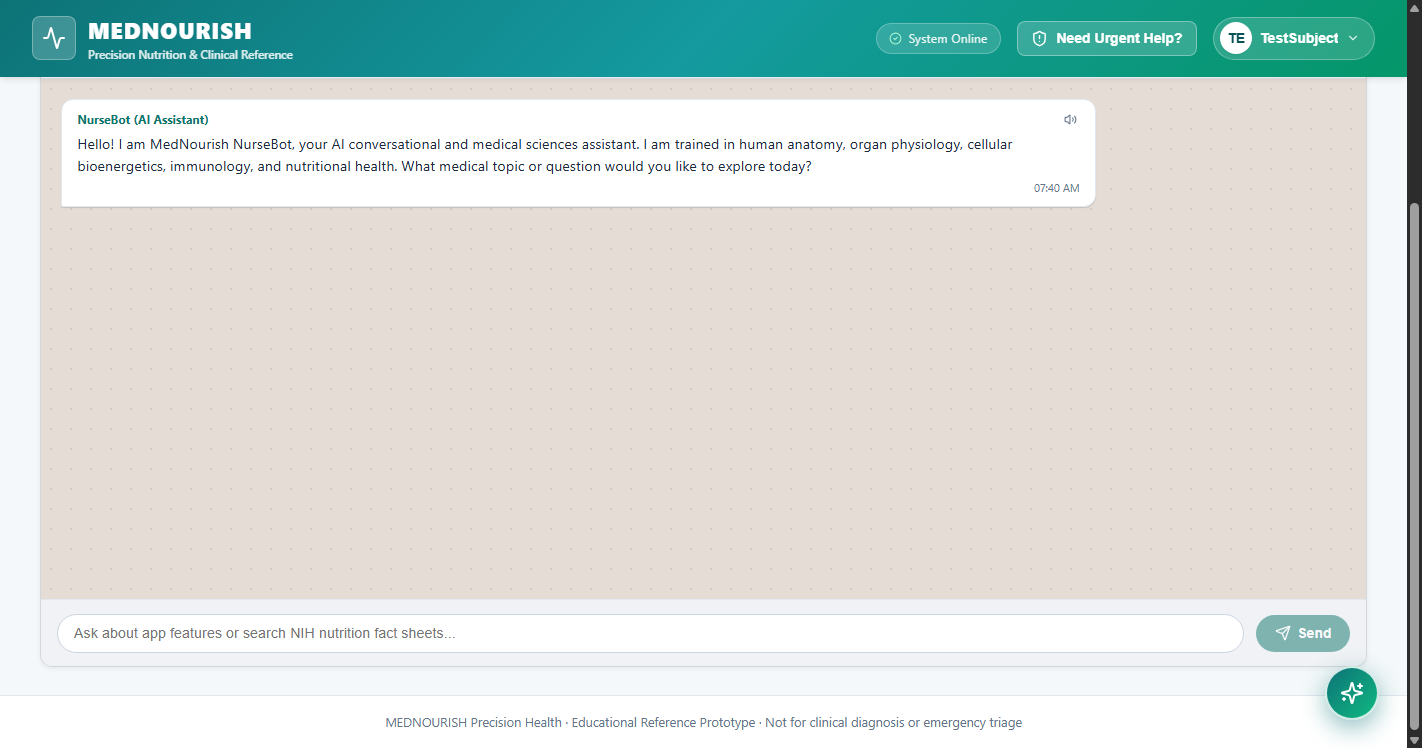 MEDNOURISH
Precision Nutrition & Clinical Reference
System Online
Need Urgent Help?
TE
TestSubject
NurseBot (AI Assistant)
Hello! I am MedNourish NurseBot, your AI conversational and medical sciences assistant. I am trained in human anatomy, organ physiology, cellular
bioenergetics, immunology, and nutritional health. What medical topic or question would you like to explore today?
07:40 AM
Ask about app features or search NIH nutrition fact sheets...
Send
MEDNOURISH Precision Health · Educational Reference Prototype · Not for clinical diagnosis or emergency triage